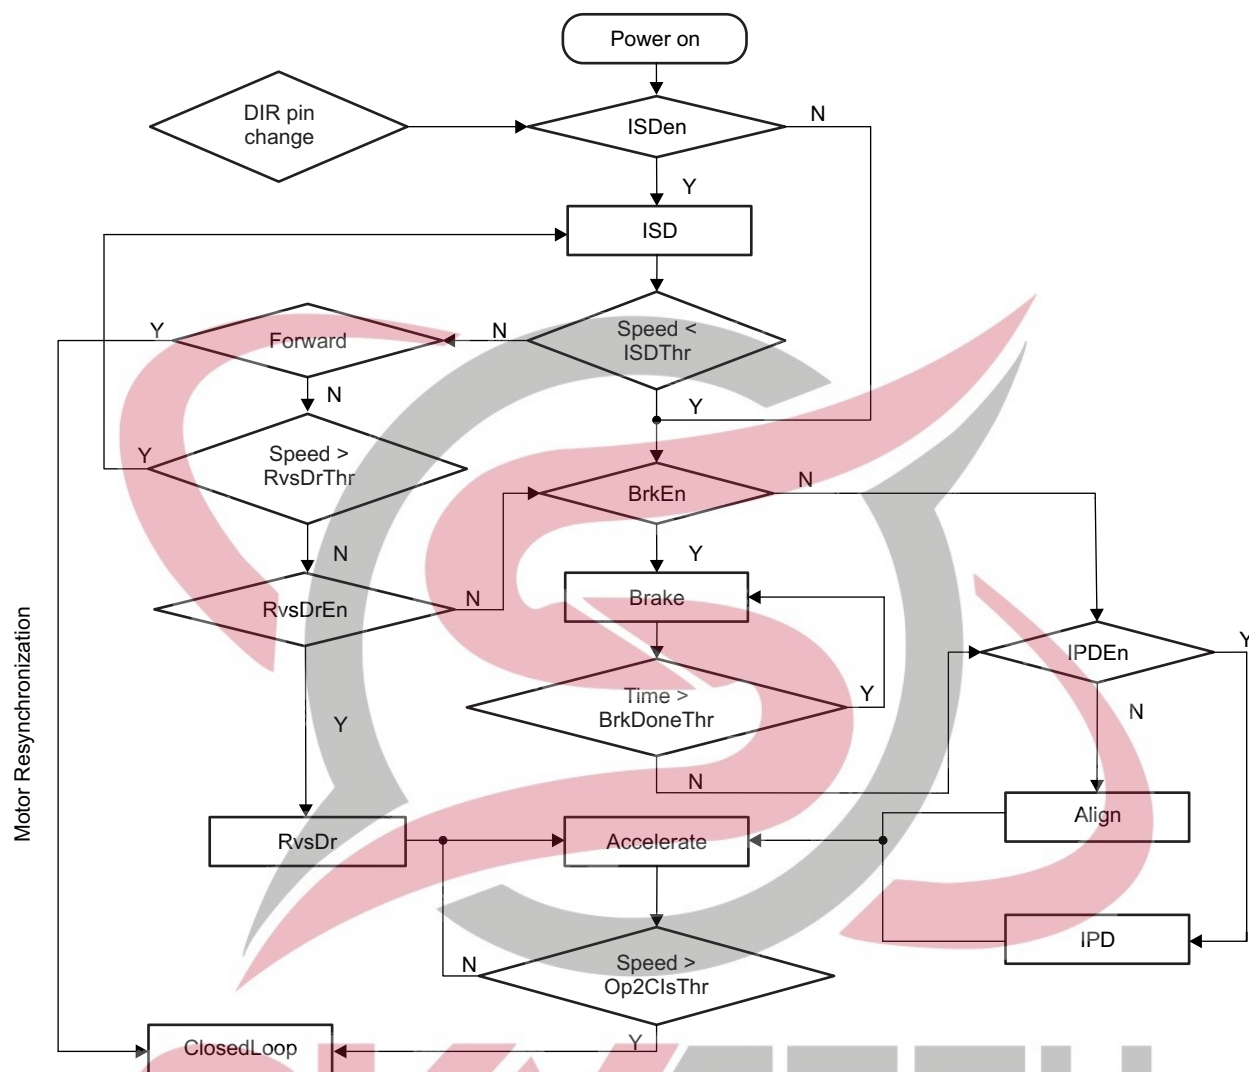 Power on
DIR pin
change
ISDen
N
Y
ISD
Speed <
ISDThr
N
Forward
Y
N
Y
Speed >
RvsDrThr
Y
N
BrkEn
N
Y
RvsDrEn
N
Brake
Y
IPDEn
Y
N
Time >
BrkDoneThr
Y
N
Motor Resynchronization
RvsDr
Accelerate
Align
IPD
Speed >
Op2ClsThr
N
Y
ClosedLoop